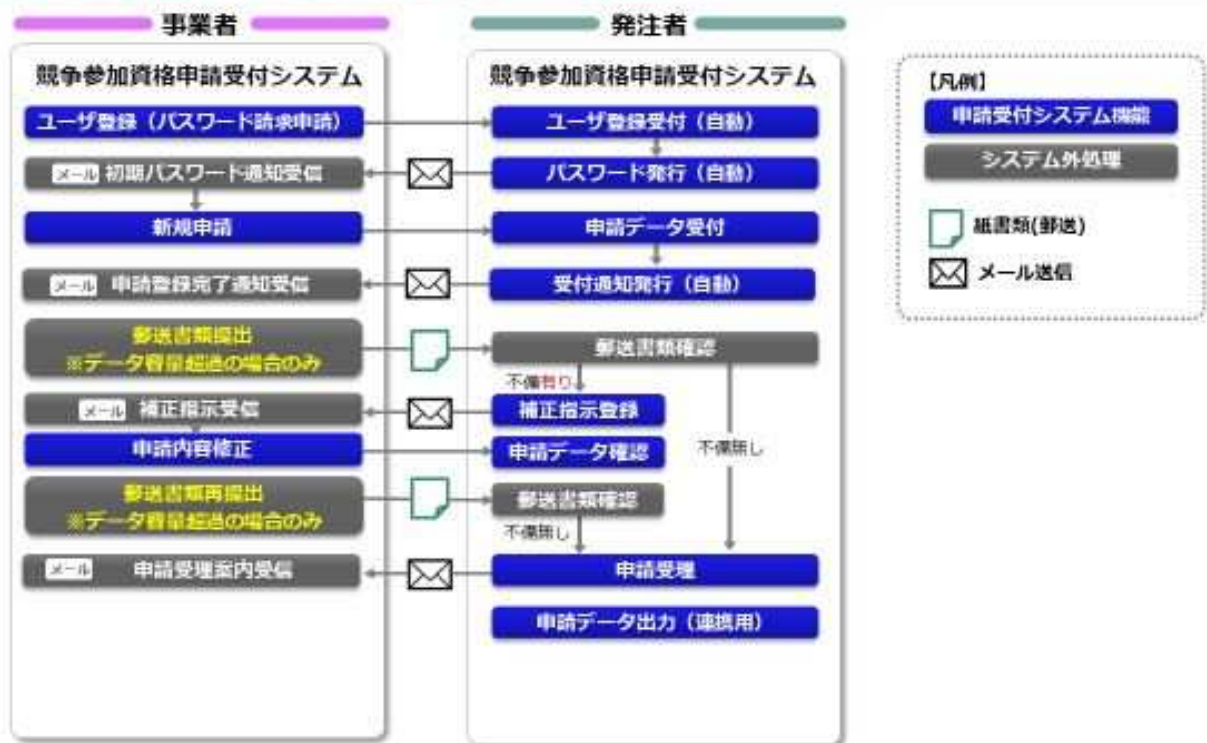 事業者
発注者
競争参加資格申請受付システム
競争参加資格申請受付システム
ユーザ登録（パスワード請求申請）
ユーザ登録受付（自動）
メール 初期パスワード通知受信
パスワード発行（自動）
新規申請
申請データ受付
メール 申請登録完了通知受信
受付通知発行（自動）
郵送書類提出
※データ容量超過の場合のみ
郵送書類確認
不備有り
メール 補正指示受信
補正指示登録
申請内容修正
申請データ確認
不備無し
郵送書類再提出
※データ容量超過の場合のみ
郵送書類確認
不備無し
メール 申請受理案内受信
申請受理
申請データ出力（連携用）
【凡例】
申請受付システム機能
システム外処理
紙書類(郵送)
メール送信